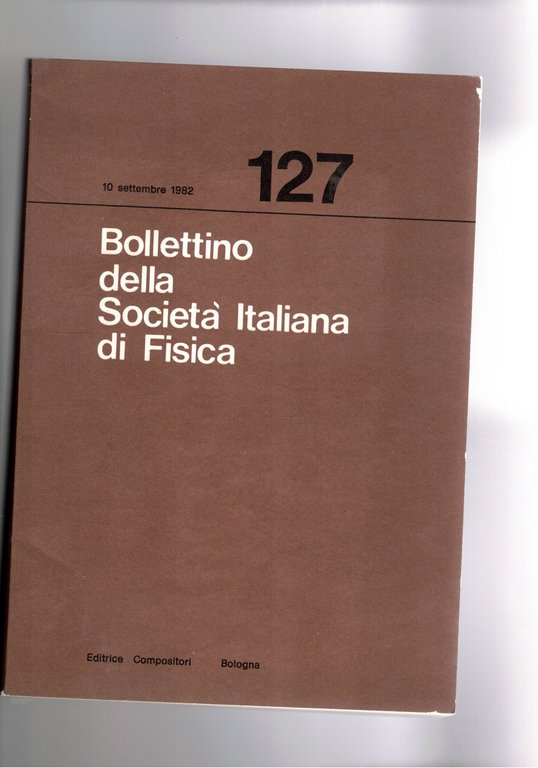 10 settembre 1982 127
Bollettino
della
Società Italiana
di Fisica
Editrice Compositori Bologna